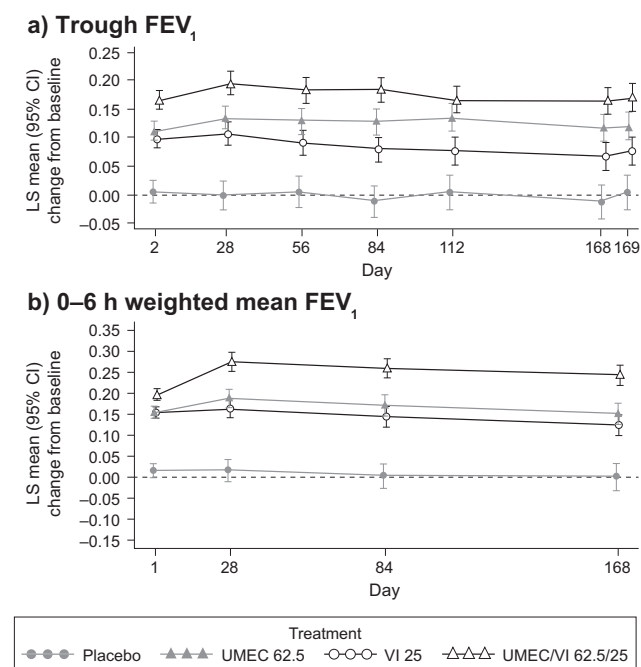 a) Trough FEV1
LS mean (95% CI)
change from baseline
0.25
0.20
0.15
0.10
0.05
0.00
–0.05
2 28 56 84 112 168 169
Day
b) 0–6 h weighted mean FEV1
LS mean (95% CI)
change from baseline
0.35
0.30
0.25
0.20
0.15
0.10
0.05
0.00
–0.05
–0.10
–0.15
1 28 84 168
Day
Treatment
Placebo UMEC 62.5 VI 25 UMEC/VI 62.5/25